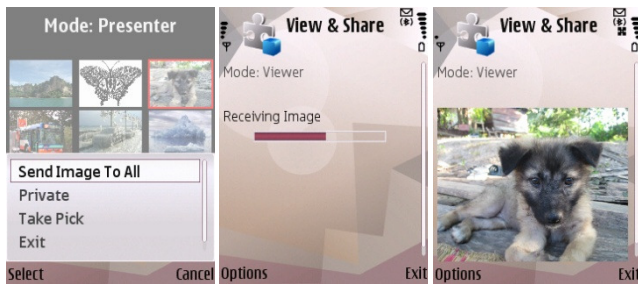 Mode: Presenter
Send Image To All
Private
Take Pick
Exit
Select
Cancel
View & Share
Mode: Viewer
Receiving Image
Options
Exit
View & Share
Mode: Viewer
Options
Exit